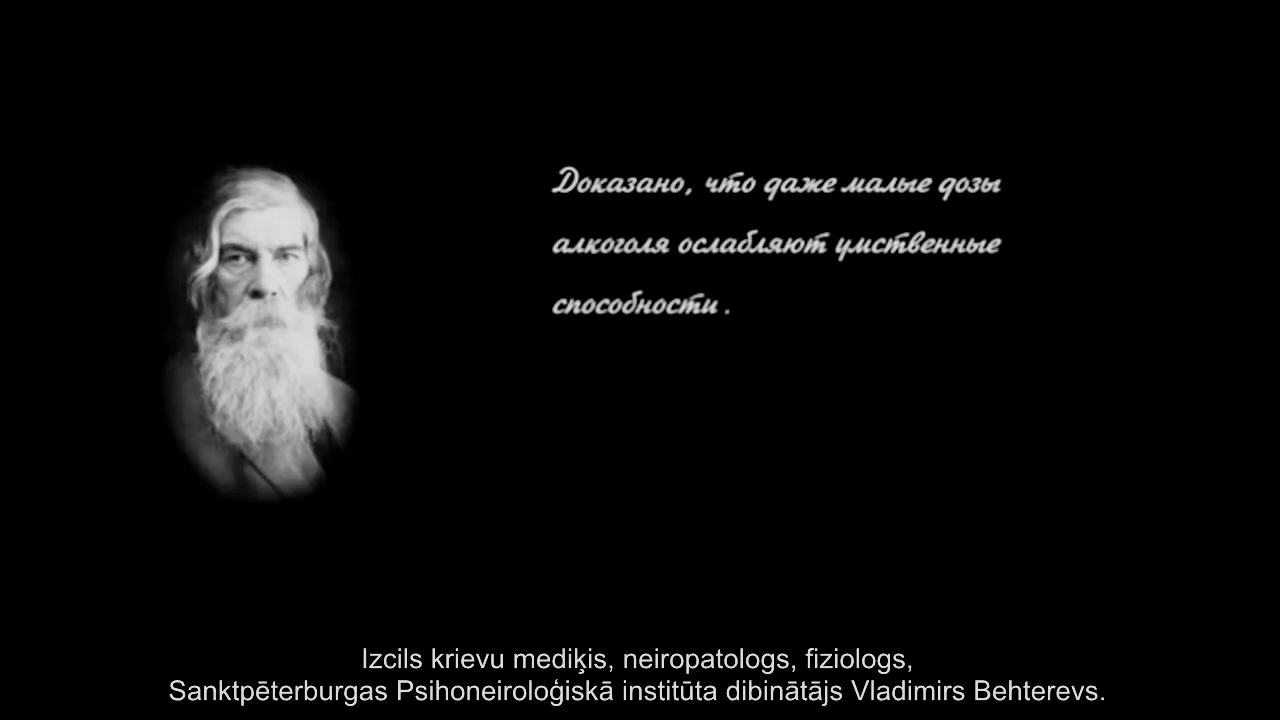 Доказано, что даже малые дозы
алкоголя ослабляют умственные
способности .
Izcils krievu mediķis, neiropatologs, fiziologs,
Sanktpēterburgas Psihoneiroloģiskā institūta dibinātājs Vladimirs Behterevs.